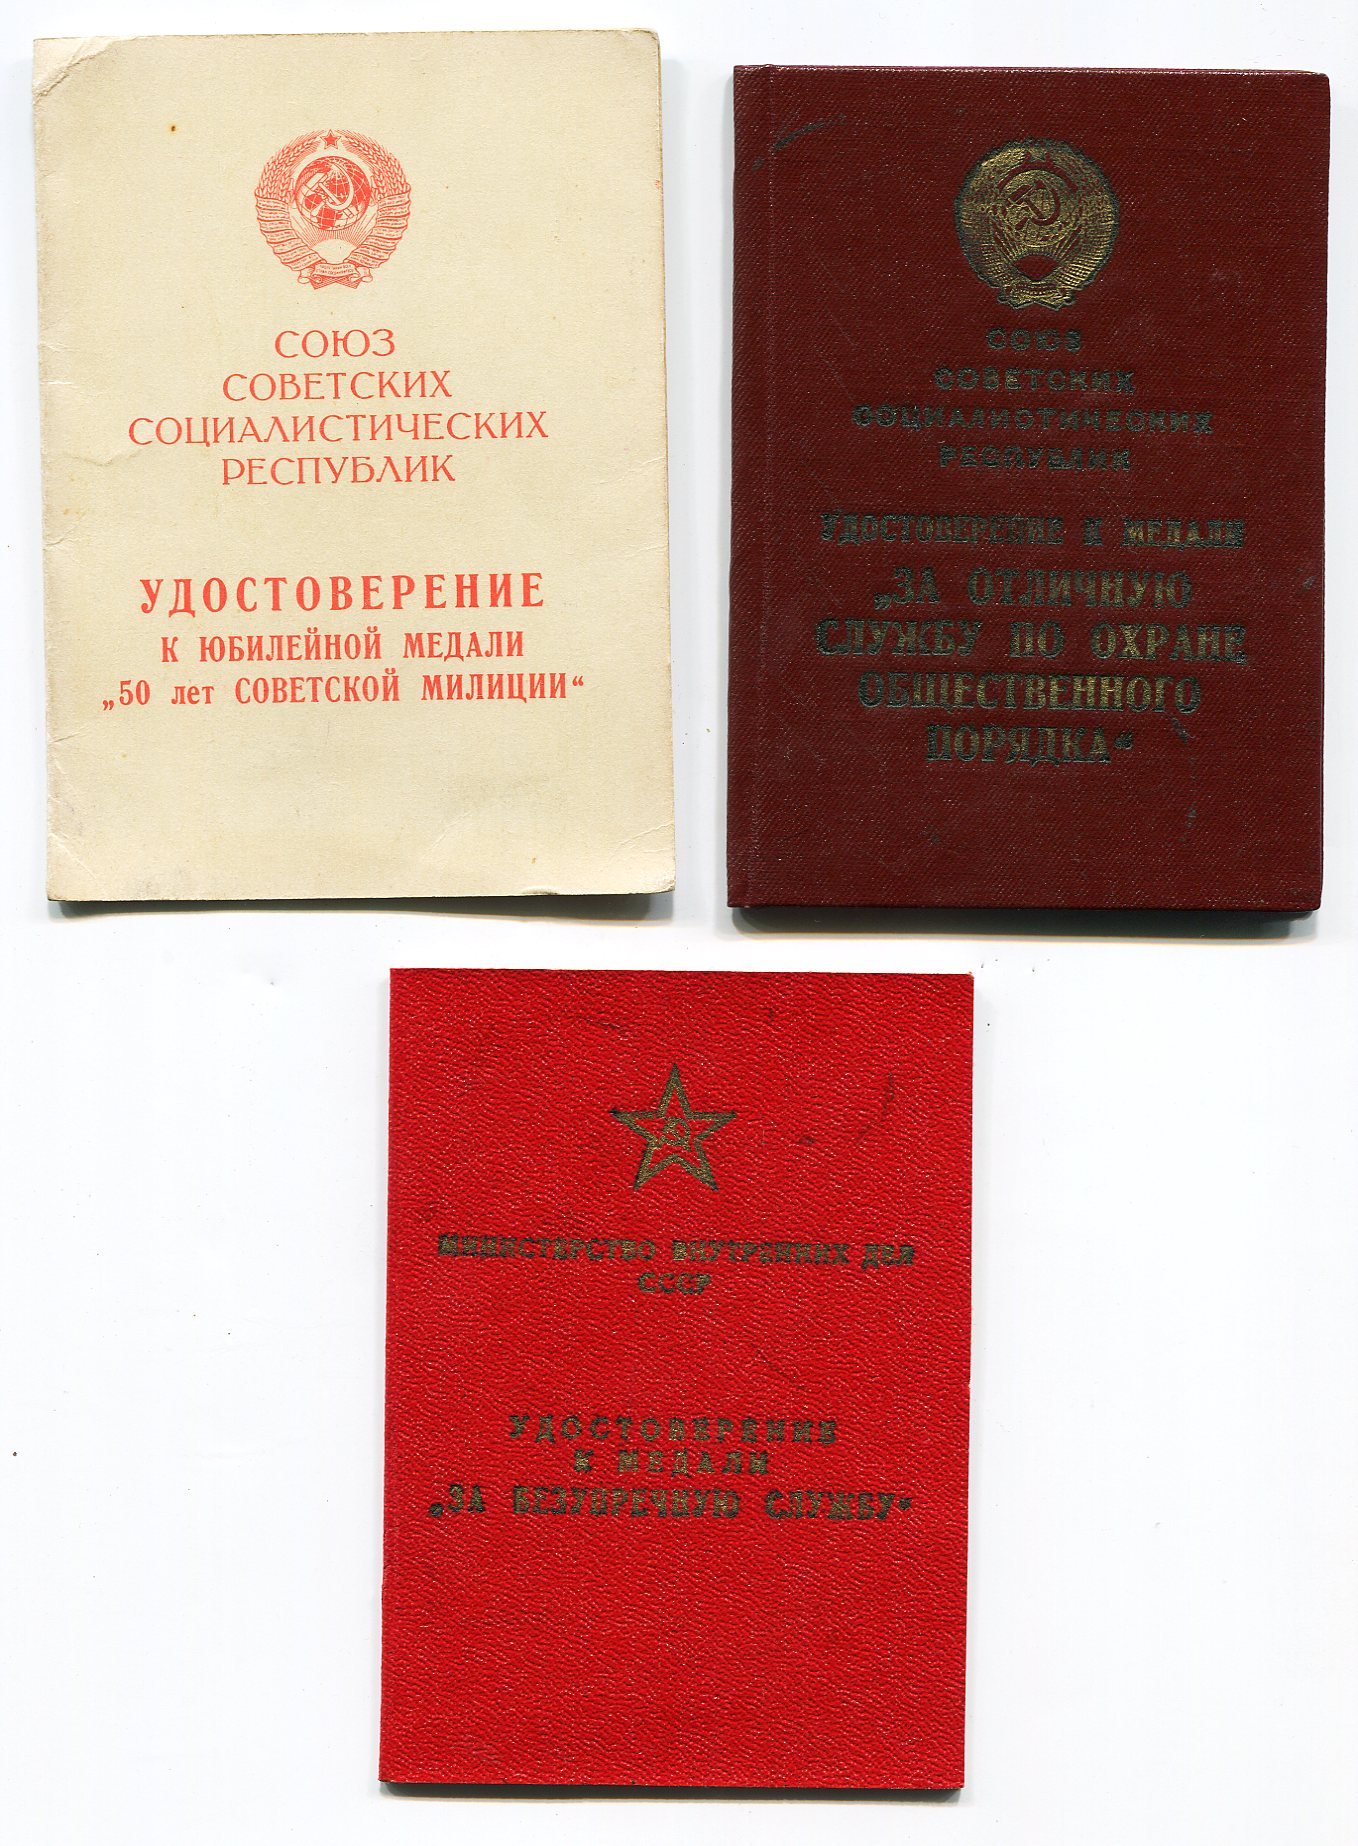 СОЮЗ
СОВЕТСКИХ
СОЦИАЛИСТИЧЕСКИХ
РЕСПУБЛИК
УДОСТОВЕРЕНИЕ
К ЮБИЛЕЙНОЙ МЕДАЛИ
„50 лет СОВЕТСКОЙ МИЛИЦИИ“
СОЮЗ
СОВЕТСКИХ
СОЦИАЛИСТИЧЕСКИХ
РЕСПУБЛИК
УДОСТОВЕРЕНИЕ К МЕДАЛИ
„ЗА ОТЛИЧНУЮ
СЛУЖБУ ПО ОХРАНЕ
ОБЩЕСТВЕННОГО
ПОРЯДКА“
МИНИСТЕРСТВО ВНУТРЕННИХ ДЕЛ
СССР
УДОСТОВЕРЕНИЕ
К МЕДАЛИ
„ЗА БЕЗУПРЕЧНУЮ СЛУЖБУ“